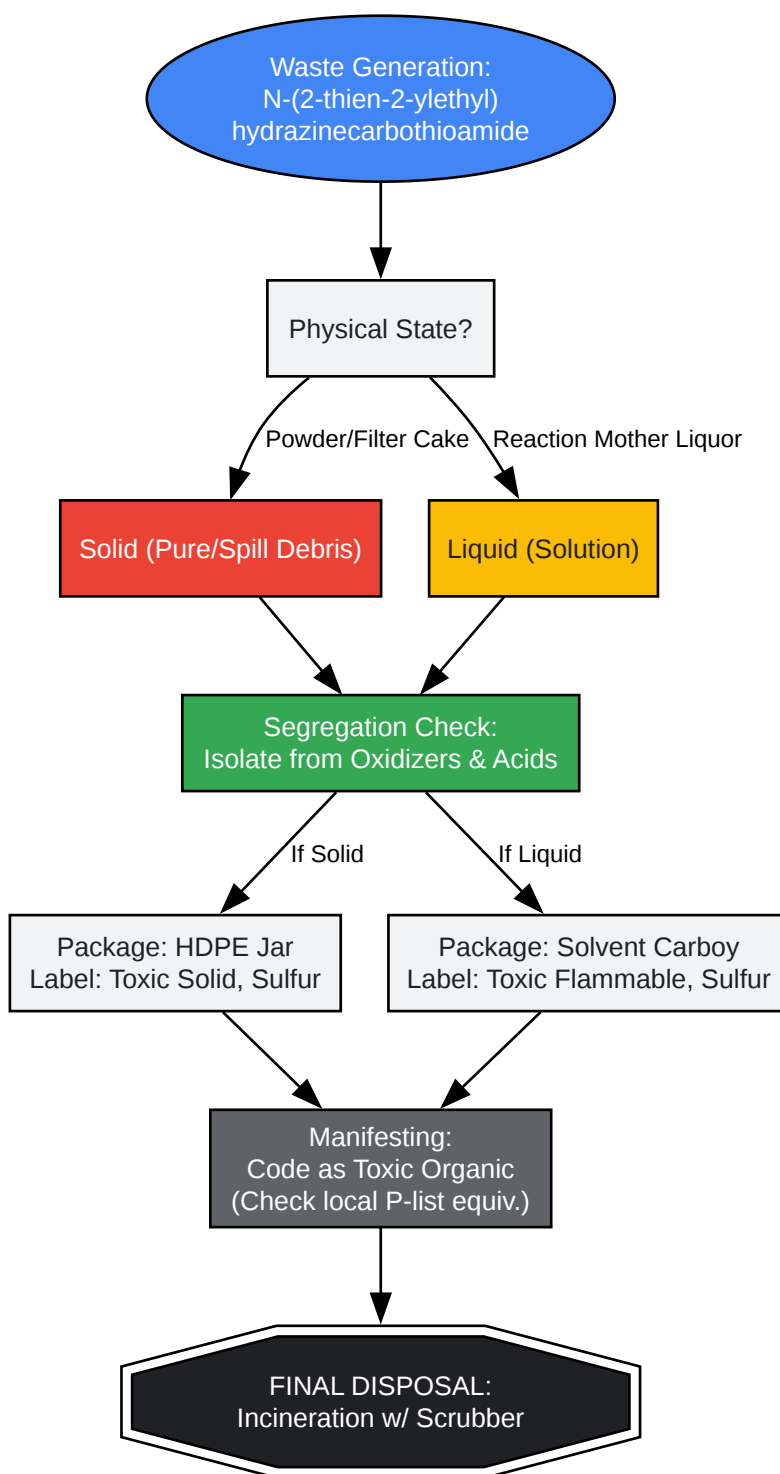 Waste Generation:
N-(2-thien-2-ylethyl)
hydrazinecarbothioamide
Physical State?
Powder/Filter Cake
Reaction Mother Liquor
Solid (Pure/Spill Debris)
Liquid (Solution)
Segregation Check:
Isolate from Oxidizers & Acids
If Solid
If Liquid
Package: HDPE Jar
Label: Toxic Solid, Sulfur
Package: Solvent Carboy
Label: Toxic Flammable, Sulfur
Manifesting:
Code as Toxic Organic
(Check local P-list equiv.)
FINAL DISPOSAL:
Incineration w/ Scrubber